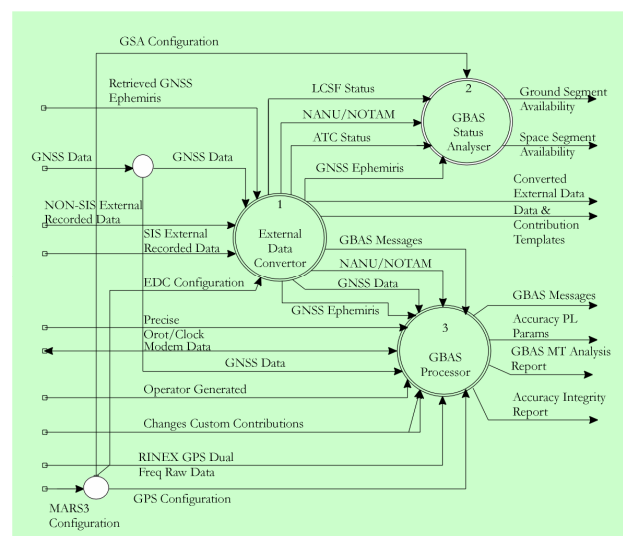 GSA Configuration
Retrieved GNSS
Ephemiris
LCSF Status
NANU/NOTAM
ATC Status
GNSS Ephemiris
2
GBAS
Status
Analyser
Ground Segment
Availability
Space Segment
Availability
GNSS Data
GNSS Data
NON-SIS External
Recorded Data
SIS External
Recorded Data
1
External
Data
Convertor
Converted
External Data
Data &
Contribution
Templates
EDC Configuration
GBAS Messages
NANU/NOTAM
GNSS Data
GNSS Ephemiris
Precise
Orot/Clock
Modem Data
GNSS Data
3
GBAS
Processor
GBAS Messages
Accuracy PL
Params
GBAS MT Analysis
Report
Accuracy Integrity
Report
Operator Generated
Changes Custom Contributions
RINEX GPS Dual
Freq Raw Data
GPS Configuration
MARS3
Configuration